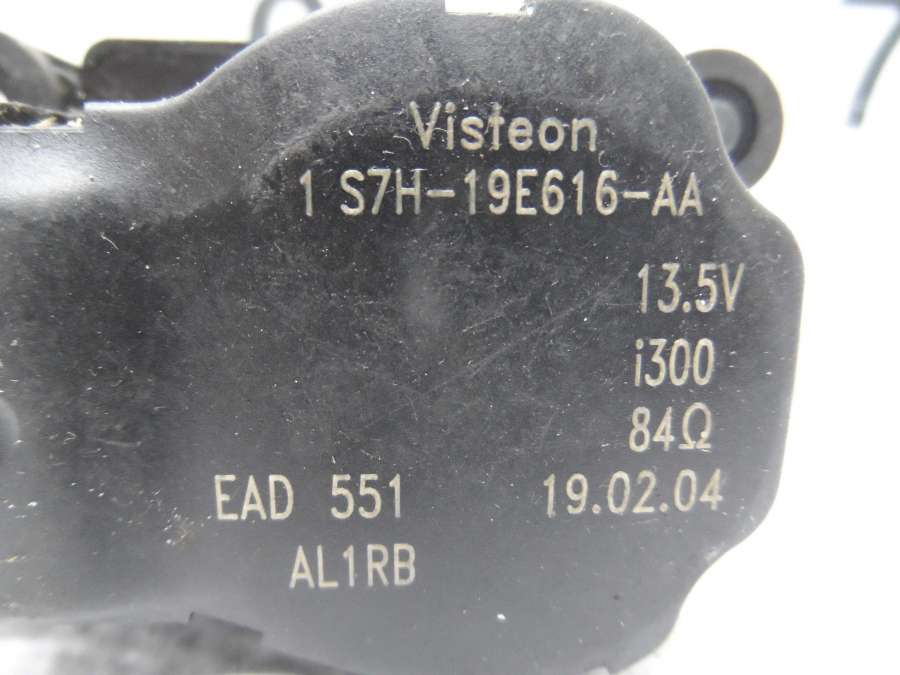 Visteon
1 S7H-19E616-AA
13.5V
i300
84Ω
EAD 551 19.02.04
AL1RB